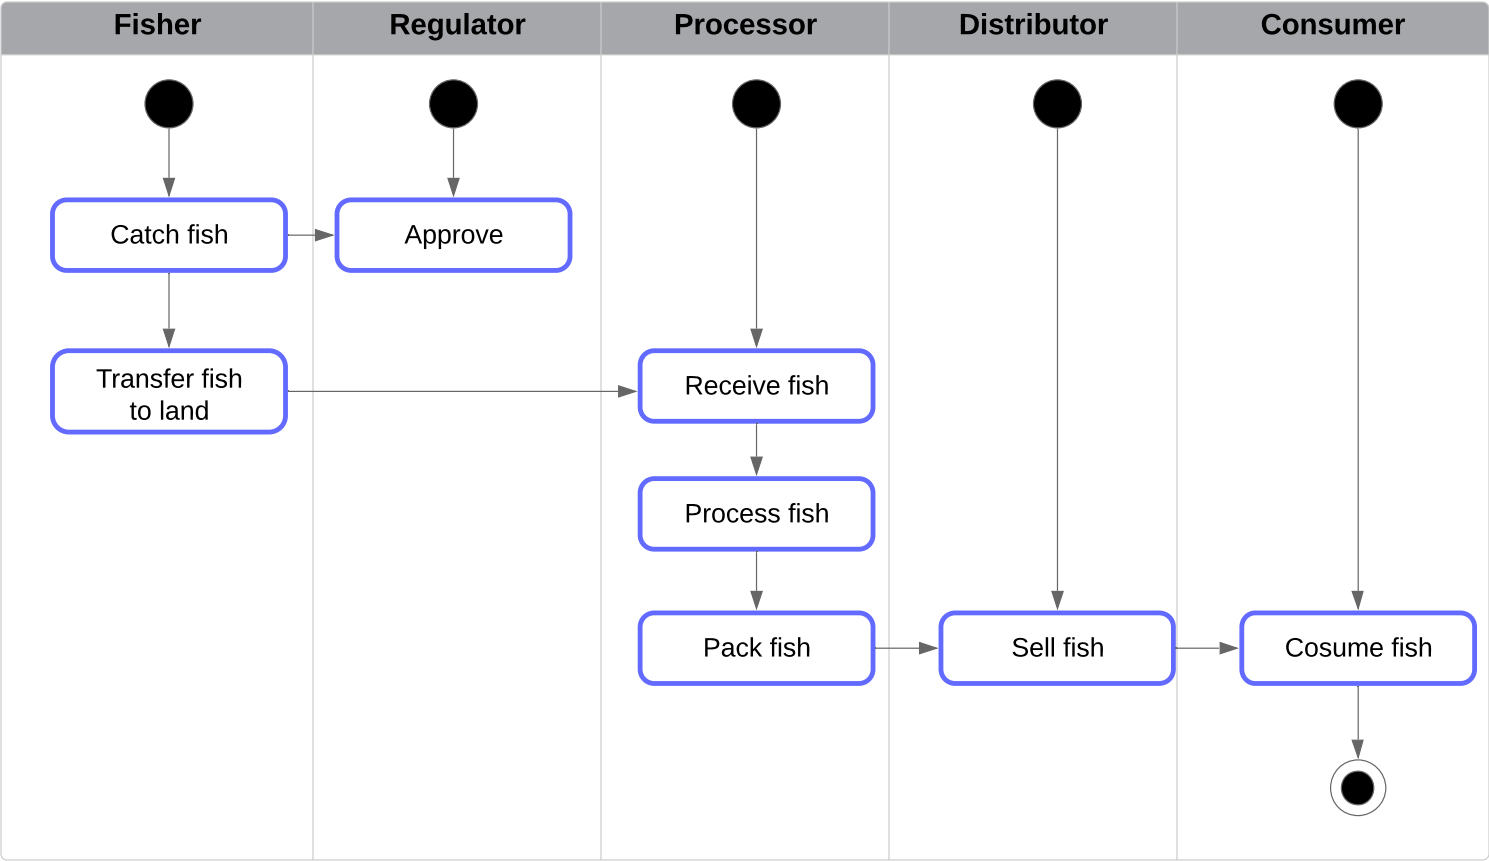 Fisher
Regulator
Processor
Distributor
Consumer
Catch fish
Approve
Transfer fish
to land
Receive fish
Process fish
Pack fish
Sell fish
Cosume fish